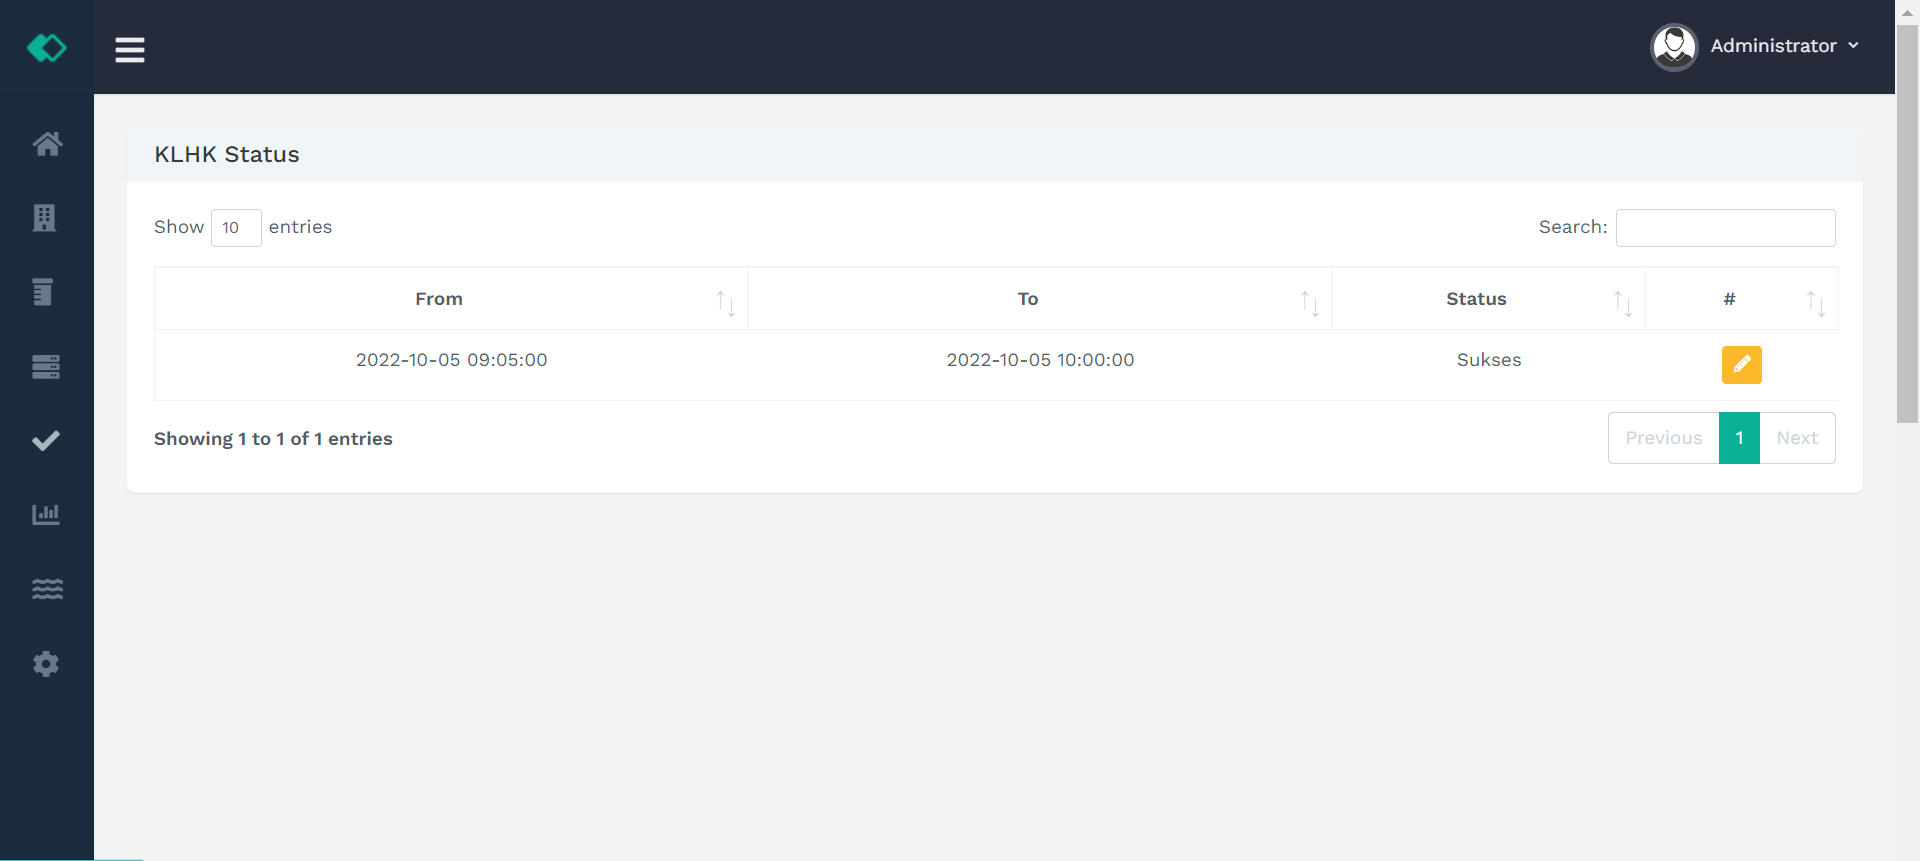 Administrator
KLHK Status
Show 10 entries
Search:
From To Status #
2022-10-05 09:05:00 2022-10-05 10:00:00 Sukses
Showing 1 to 1 of 1 entries
Previous 1 Next